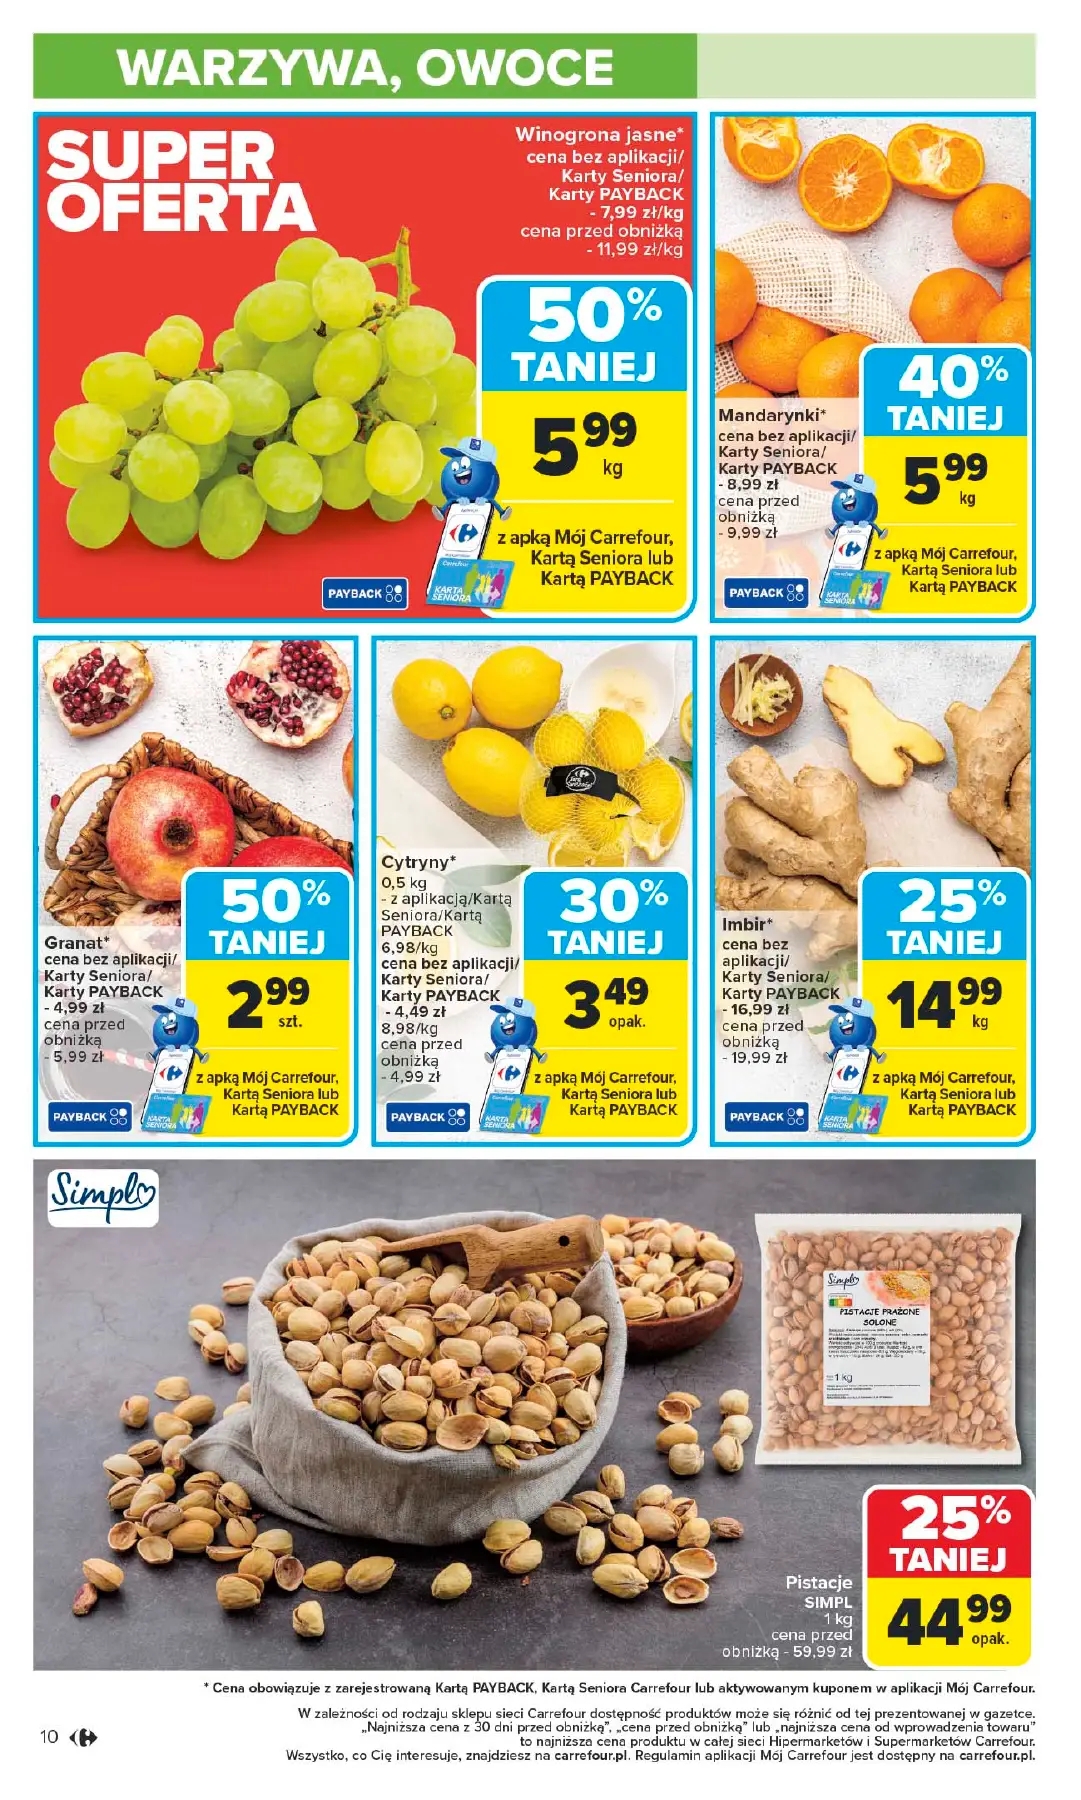 WARZYWA, OWOCE
SUPER
OFERTA
Winogrona jasne*
cena bez aplikacji/
Karty Seniora/
Karty PAYBACK
- 7,99 zł/kg
cena przed obniżką
- 11,99 zł/kg
50%
TANIEJ
5 99
kg
z apką Mój Carrefour,
Kartą Seniora lub
Kartą PAYBACK
PAYBACK
KARTA
SENIORA
Mandarynki*
cena bez aplikacji/
Karty Seniora/
Karty PAYBACK
- 8,99 zł
cena przed
obniżką
- 9,99 zł
40%
TANIEJ
5 99
kg
z apką Mój Carrefour,
Kartą Seniora lub
Kartą PAYBACK
PAYBACK
KARTA
SENIORA
Granat*
cena bez aplikacji/
Karty Seniora/
Karty PAYBACK
- 4,99 zł
cena przed
obniżką
- 5,99 zł
50%
TANIEJ
2 99
szt.
z apką Mój Carrefour,
Kartą Seniora lub
Kartą PAYBACK
PAYBACK
KARTA
SENIORA
Cytryny*
0,5 kg
- z aplikacją/Kartą
Seniora/Kartą
PAYBACK
6,98/kg
cena bez aplikacji/
Karty Seniora/
Karty PAYBACK
- 4,49 zł
8,98/kg
cena przed
obniżką
- 4,99 zł
30%
TANIEJ
3 49
opak.
z apką Mój Carrefour,
Kartą Seniora lub
Kartą PAYBACK
PAYBACK
KARTA
SENIORA
Imbir*
cena bez
aplikacji/
Karty Seniora/
Karty PAYBACK
- 16,99 zł
cena przed
obniżką
- 19,99 zł
25%
TANIEJ
14 99
kg
z apką Mój Carrefour,
Kartą Seniora lub
Kartą PAYBACK
PAYBACK
KARTA
SENIORA
Simpl
Simpl
PISTACJE PRAŻONE
SOLONE
1 kg
25%
TANIEJ
44 99
opak.
Pistacje
SIMPL
1 kg
cena przed
obniżką - 59,99 zł
* Cena obowiązuje z zarejestrowaną Kartą PAYBACK, Kartą Seniora Carrefour lub aktywowanym kuponem w aplikacji Mój Carrefour.
W zależności od rodzaju sklepu sieci Carrefour dostępność produktów może się różnić od tej prezentowanej w gazetce.
„Najniższa cena z 30 dni przed obniżką”, „cena przed obniżką” lub „najniższa cena od wprowadzenia towaru”
to najniższa cena produktu w całej sieci Hipermarketów i Supermarketów Carrefour.
Wszystko, co Cię interesuje, znajdziesz na carrefour.pl. Regulamin aplikacji Mój Carrefour jest dostępny na carrefour.pl.
10